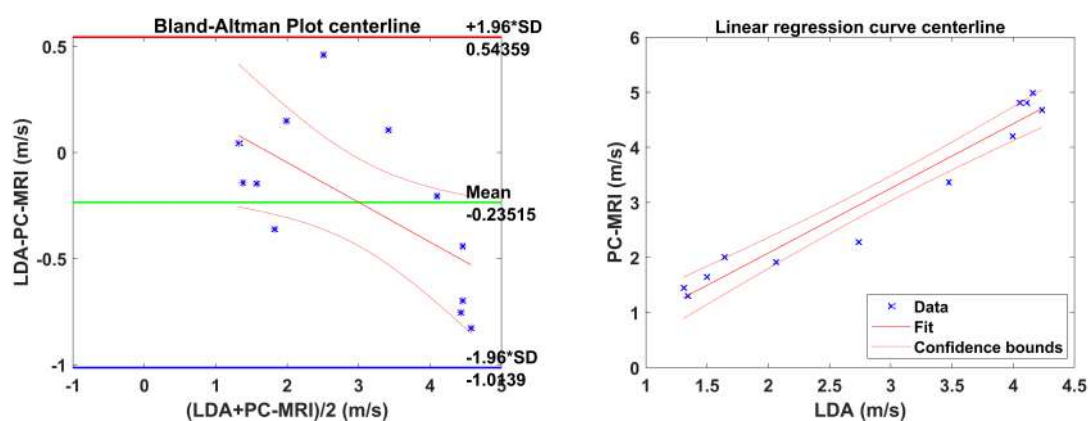 Bland-Altman Plot centerline
+1.96*SD
0.54359
0.5
0
-0.5
-1
LDA-PC-MRI (m/s)
Mean
-0.23515
-1.96*SD
-1.0139
-1 0 1 2 3 4 5
(LDA+PC-MRI)/2 (m/s)
Linear regression curve centerline
6
5
4
3
2
1
0
PC-MRI (m/s)
Data
Fit
Confidence bounds
1 1.5 2 2.5 3 3.5 4 4.5
LDA (m/s)